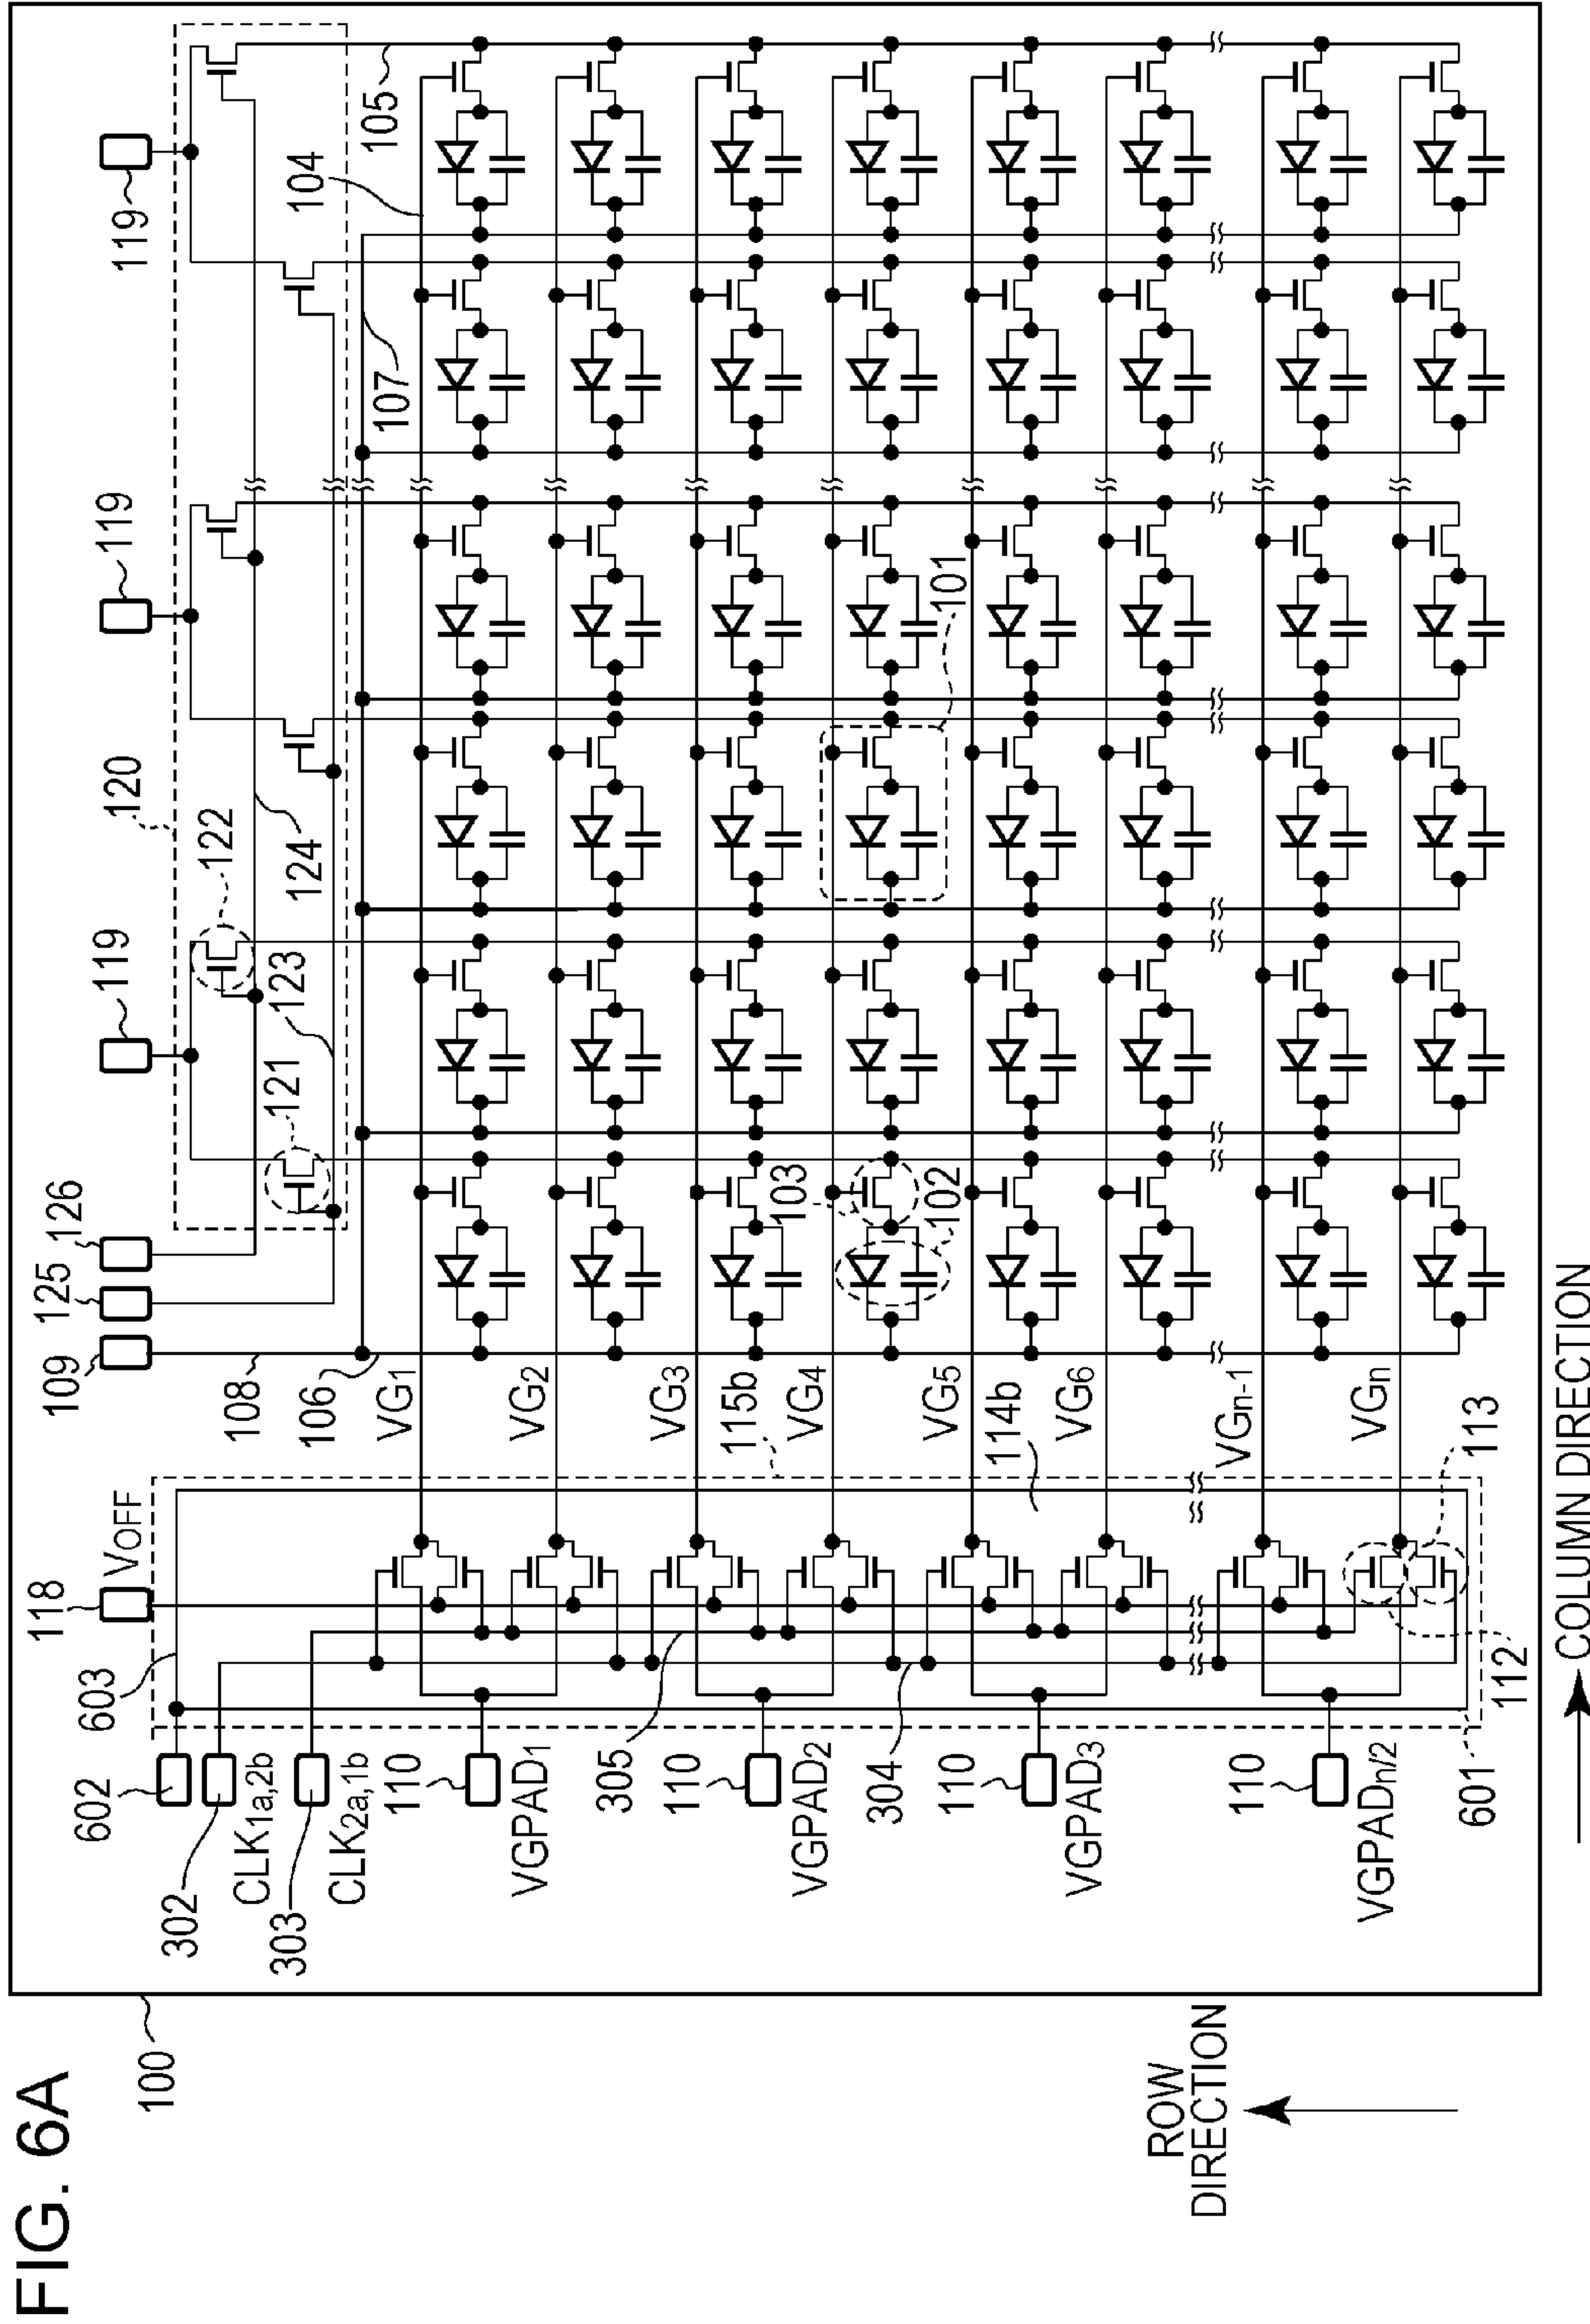 FIG. 6A
100
119
119
119
120
122
124
123
121
126
125
109
108
106
105
104
107
101
103
102
118
VOFF
603
602
302
CLK1a,2b
303
CLK2a,1b
110
VGPAD1
305
110
VGPAD2
304
110
VGPAD3
110
VGPADn/2
601
112
113
114b
115b
VG1
VG2
VG3
VG4
VG5
VG6
VGn-1
VGn
ROW
DIRECTION
COLUMN DIRECTION